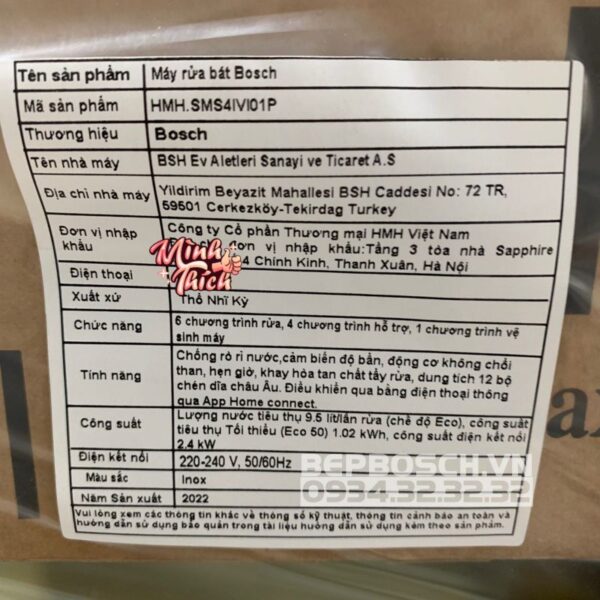 Tên sản phẩm Máy rửa bát Bosch
Mã sản phẩm HMH.SMS4IVI01P
Thương hiệu Bosch
Tên nhà máy BSH Ev Aletleri Sanayi ve Ticaret A.S
Địa chỉ nhà máy Yildirim Beyazit Mahallesi BSH Caddesi No: 72 TR,
59501 Cerkezköy-Tekirdag Turkey
Đơn vị nhập khẩu Công ty Cổ phần Thương mại HMH Việt Nam
đơn vị nhập khẩu:Tầng 3 tòa nhà Sapphire
4 Chính Kinh, Thanh Xuân, Hà Nội
Minh Thích
Điện thoại
Xuất xứ Thổ Nhĩ Kỳ
Chức năng 6 chương trình rửa, 4 chương trình hỗ trợ, 1 chương trình vệ
sinh máy
Tính năng Chống rò rỉ nước,cảm biến độ bẩn, động cơ không chổi
than, hẹn giờ, khay hòa tan chất tẩy rửa, dung tích 12 bộ
chén dĩa châu Âu. Điều khiển qua bằng điện thoại thông
qua App Home connect.
Công suất Lượng nước tiêu thụ 9.5 lít/lần rửa (chế độ Eco), công suất
tiêu thụ Tối thiểu (Eco 50) 1.02 kWh, công suất điện kết nối
2.4 kW
Điện kết nối 220-240 V, 50/60Hz
Màu sắc Inox
Năm Sản xuất 2022
BEPBOSCH.VN
0934.32.32.32
Vui lòng xem các thông tin khác về thông số kỹ thuật, thông tin cảnh báo an toàn và
hướng dẫn sử dụng bảo quản trong tài liệu hướng dẫn sử dụng kèm theo sản phẩm.